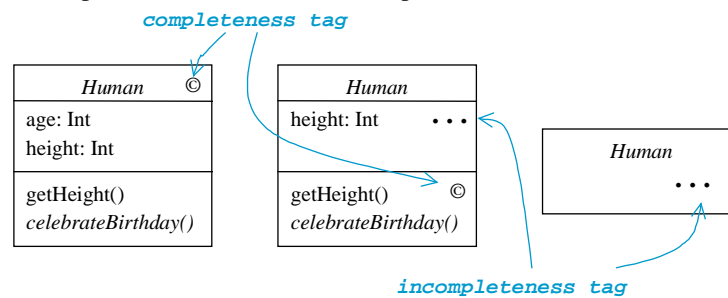 completeness tag
Human ©
age: Int
height: Int
getHeight()
celebrateBirthday()
Human
height: Int ...
getHeight() ©
celebrateBirthday()
Human
...
incompleteness tag